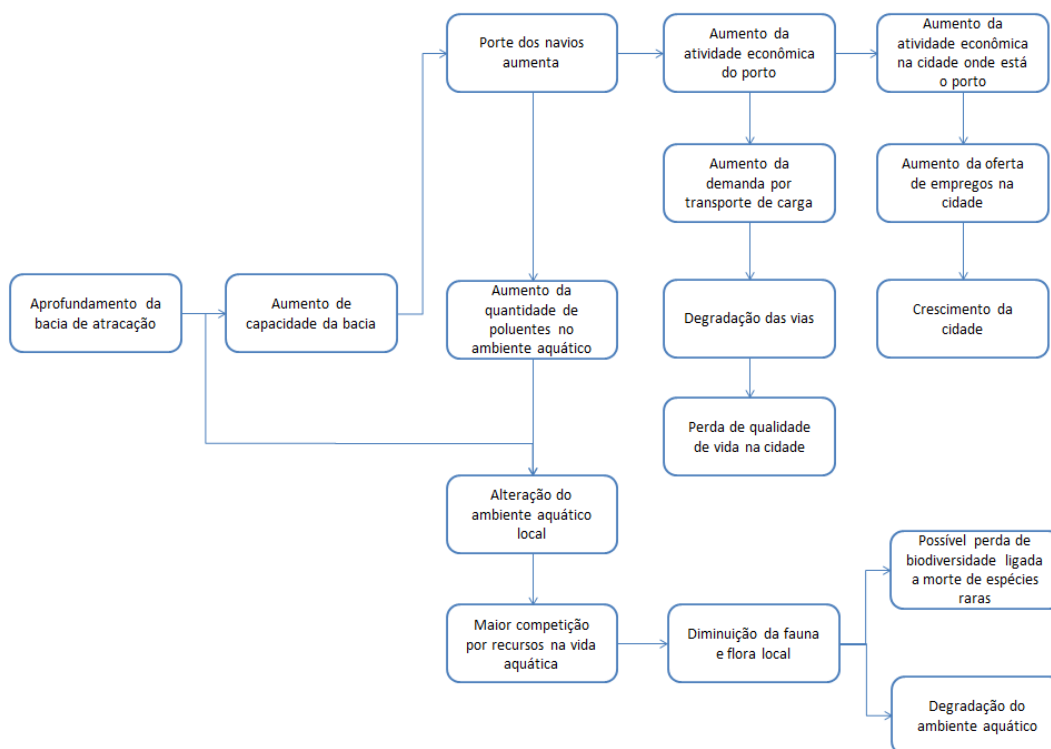 Porte dos navios
aumenta
Aumento da
atividade econômica
do porto
Aumento da
atividade econômica
na cidade onde está
o porto
Aumento da
demanda por
transporte de carga
Aumento da oferta
de empregos na
cidade
Aprofundamento da
bacia de atracação
Aumento de
capacidade da bacia
Aumento da
quantidade de
poluentes no
ambiente aquático
Degradação das vias
Crescimento da
cidade
Perda de qualidade
de vida na cidade
Alteração do
ambiente aquático
local
Possível perda de
biodiversidade ligada
a morte de espécies
raras
Maior competição
por recursos na vida
aquática
Diminuição da fauna
e flora local
Degradação do
ambiente aquático